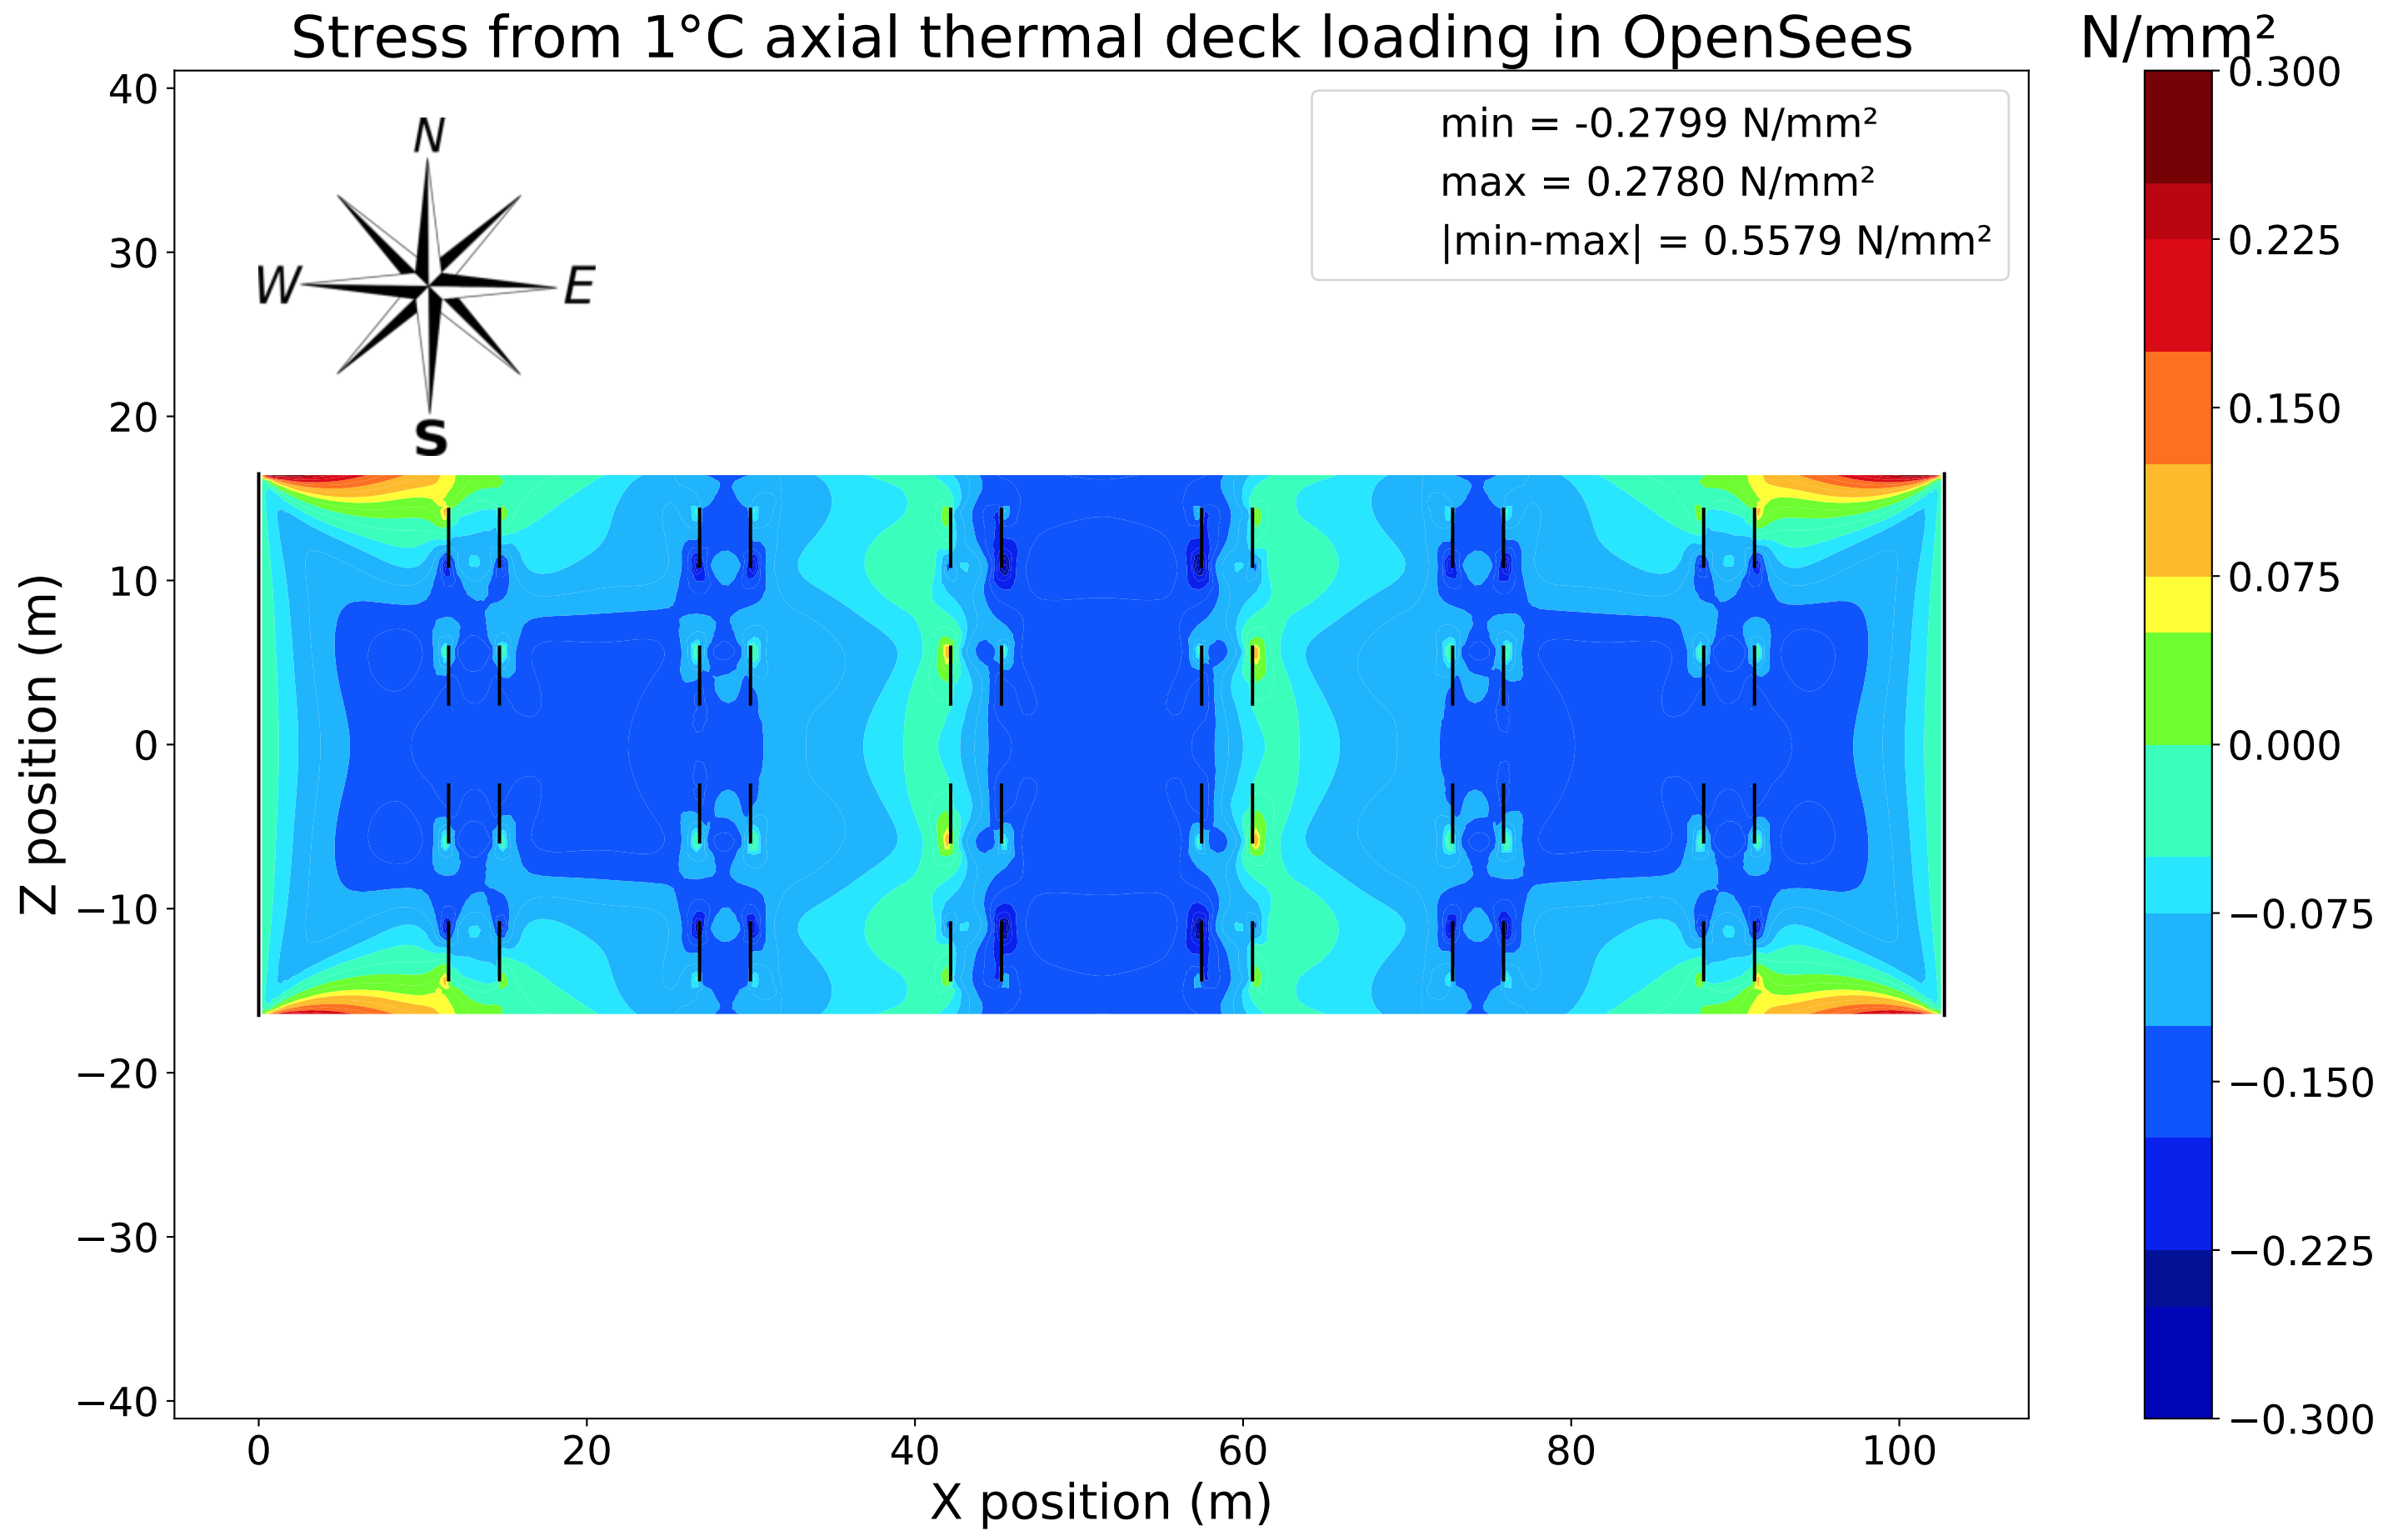 Stress from 1°C axial thermal deck loading in OpenSees
N/mm²
min = -0.2799 N/mm²
max = 0.2780 N/mm²
|min-max| = 0.5579 N/mm²
N
W
E
S
Z position (m)
40
30
20
10
0
−10
−20
−30
−40
0
20
40
60
80
100
X position (m)
0.300
0.225
0.150
0.075
0.000
−0.075
−0.150
−0.225
−0.300